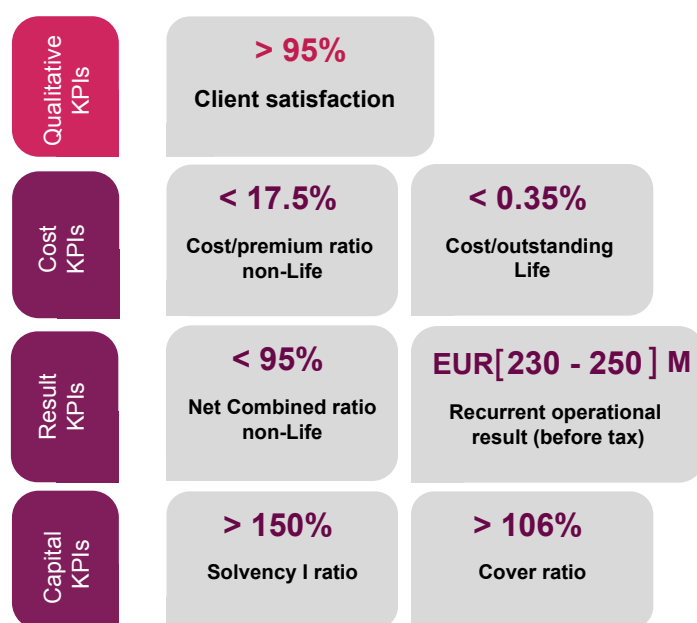 Qualitative
KPIs
> 95%
Client satisfaction
Cost
KPIs
< 17.5%
Cost/premium ratio
non-Life
< 0.35%
Cost/outstanding
Life
Result
KPIs
< 95%
Net Combined ratio
non-Life
EUR[230 - 250 ] M
Recurrent operational
result (before tax)
Capital
KPIs
> 150%
Solvency I ratio
> 106%
Cover ratio